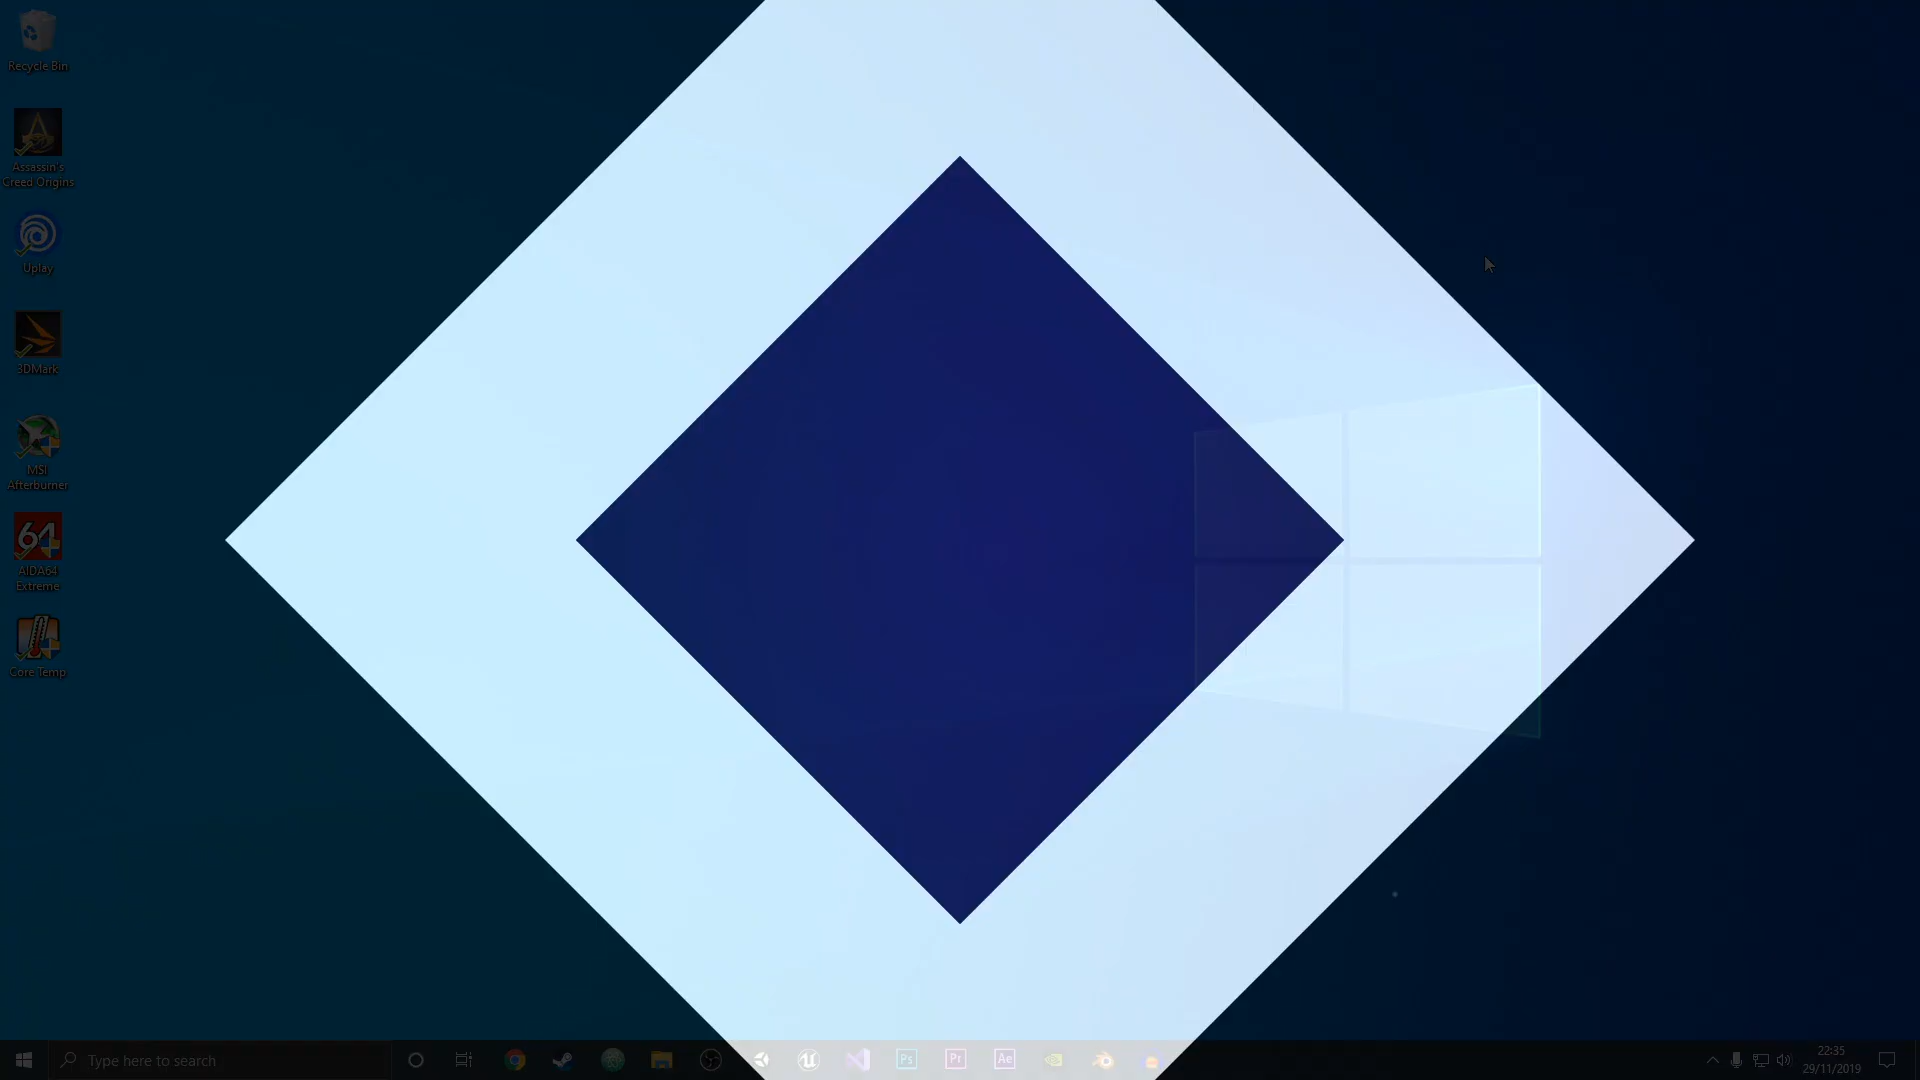 Recycle Bin
Assassin's
Creed Origins
Uplay
3DMark
MSI
Afterburner
64
AIDA64
Extreme
Core Temp
Type here to search
Ps
Pr
Ae
22:35
29/11/2019